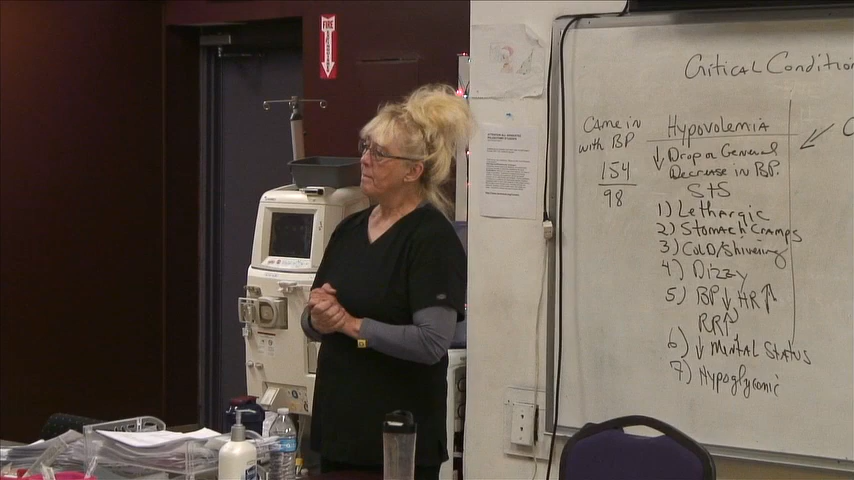 FIRE
Critical Condition
Came in
with BP
154
98
Hypovolemia
↓ Drop or General
Decrease in BP.
S+S
1) Lethargic
2) Stomach Cramps
3) Cold/Shivering
4) Dizzy
5) BP↓ HR↑
RR↑
6) ↓ Mental Status
7) Hypoglycemic